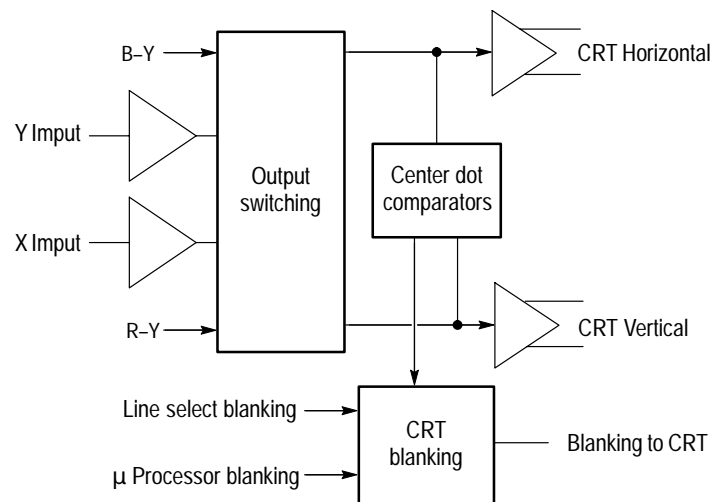 B–Y
CRT Horizontal
Y Imput
Output
switching
Center dot
comparators
X Imput
R–Y
CRT Vertical
Line select blanking
CRT
blanking
Blanking to CRT
μ Processor blanking